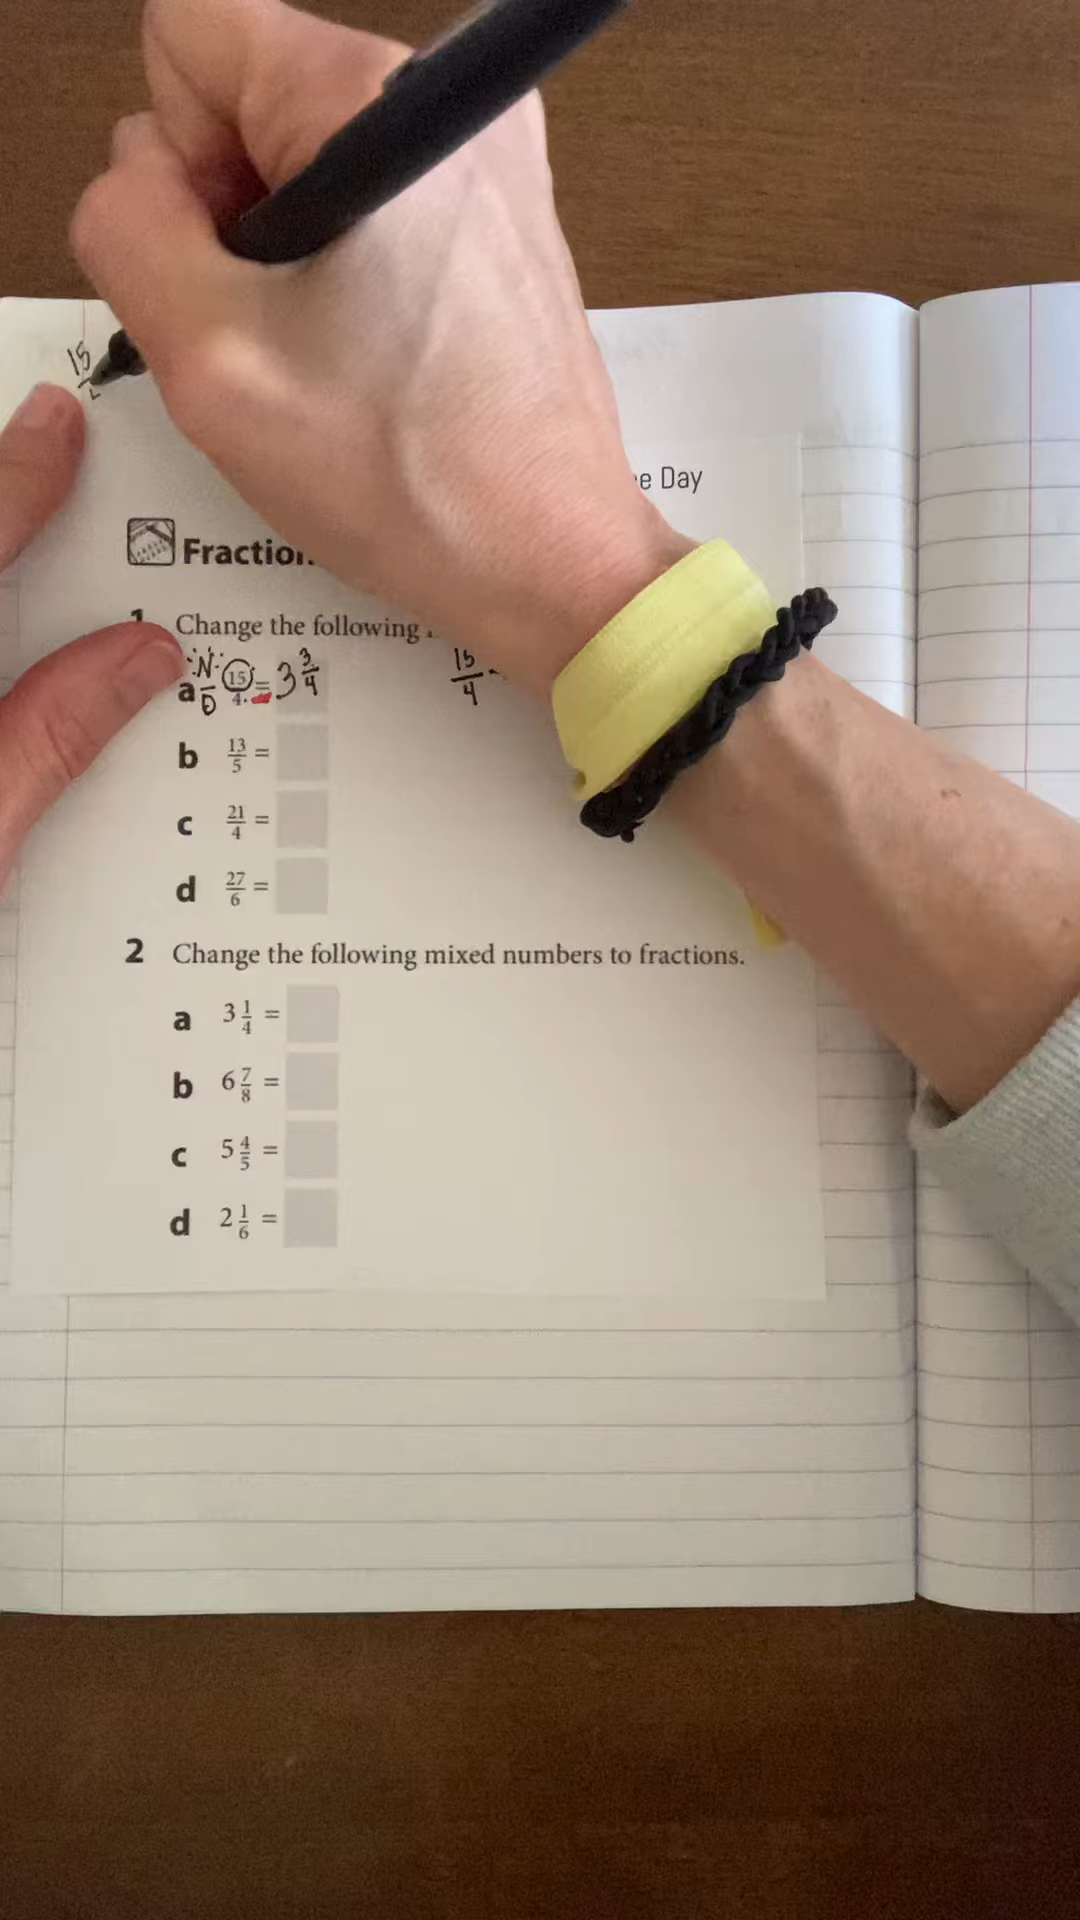 15
e Day
Fraction
1 Change the following
N/D
a 15/4 = 3 3/4
15/4
b 13/5 =
c 21/4 =
d 27/6 =
2 Change the following mixed numbers to fractions.
a 3 1/4 =
b 6 7/8 =
c 5 4/5 =
d 2 1/6 =